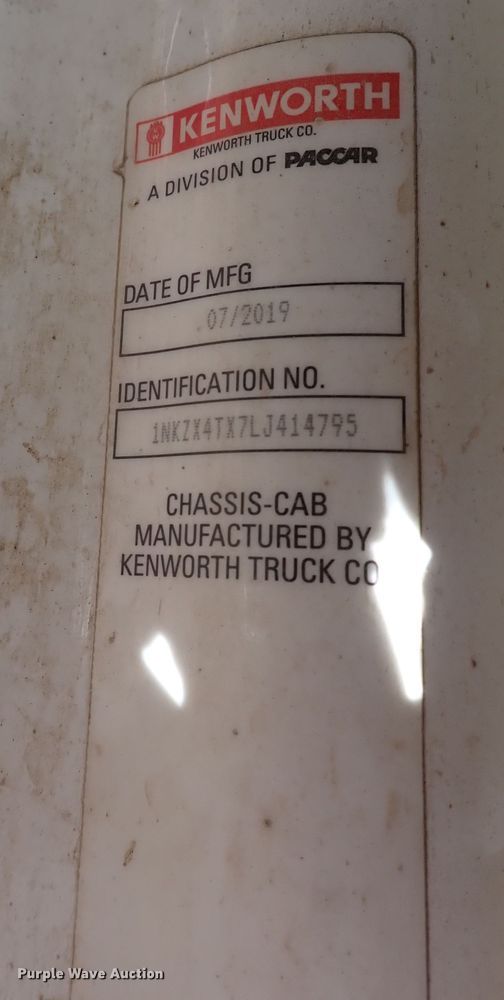 KENWORTH
KENWORTH TRUCK CO.
A DIVISION OF PACCAR
DATE OF MFG
07/2019
IDENTIFICATION NO.
1NKZX4TX7LJ414795
CHASSIS-CAB
MANUFACTURED BY
KENWORTH TRUCK CO
Purple Wave Auction